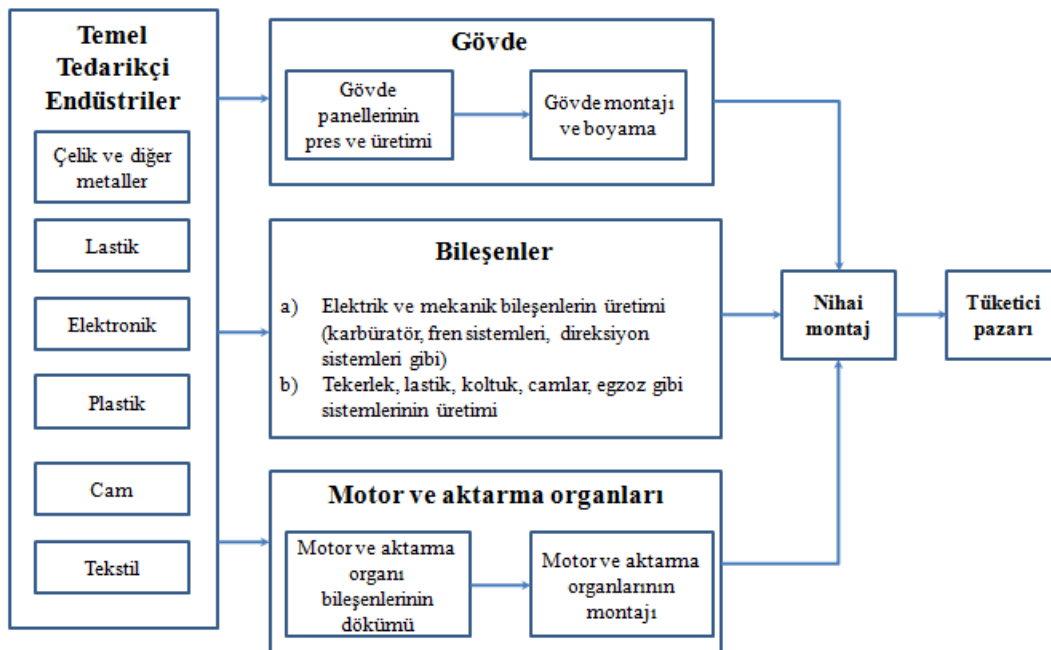 Temel
Tedarikçi
Endüstriler
Çelik ve diğer
metaller
Lastik
Elektronik
Plastik
Cam
Tekstil
Gövde
Gövde
panellerinin
pres ve üretimi
Gövde montajı
ve boyama
Bileşenler
a) Elektrik ve mekanik bileşenlerin üretimi
(karbüratör, fren sistemleri, direksiyon
sistemleri gibi)
b) Tekerlek, lastik, koltuk, camlar, egzoz gibi
sistemlerinin üretimi
Motor ve aktarma organları
Motor ve aktarma
organı
bileşenlerinin
dökümü
Motor ve aktarma
organlarının
montajı
Nihai
montaj
Tüketici
pazarı